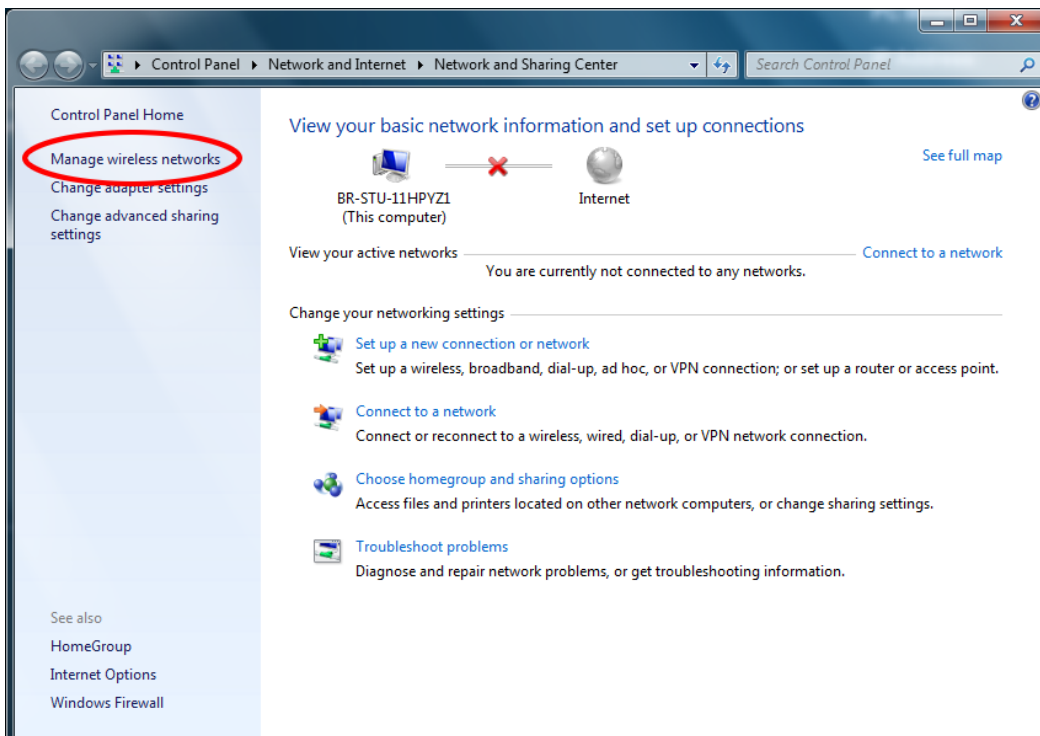 Control Panel Network and Internet Network and Sharing Center Search Control Panel
Control Panel Home
Manage wireless networks
Change adapter settings
Change advanced sharing
settings
See also
HomeGroup
Internet Options
Windows Firewall
View your basic network information and set up connections
See full map
BR-STU-11HPYZ1
(This computer)
Internet
View your active networks
Connect to a network
You are currently not connected to any networks.
Change your networking settings
Set up a new connection or network
Set up a wireless, broadband, dial-up, ad hoc, or VPN connection; or set up a router or access point.
Connect to a network
Connect or reconnect to a wireless, wired, dial-up, or VPN network connection.
Choose homegroup and sharing options
Access files and printers located on other network computers, or change sharing settings.
Troubleshoot problems
Diagnose and repair network problems, or get troubleshooting information.